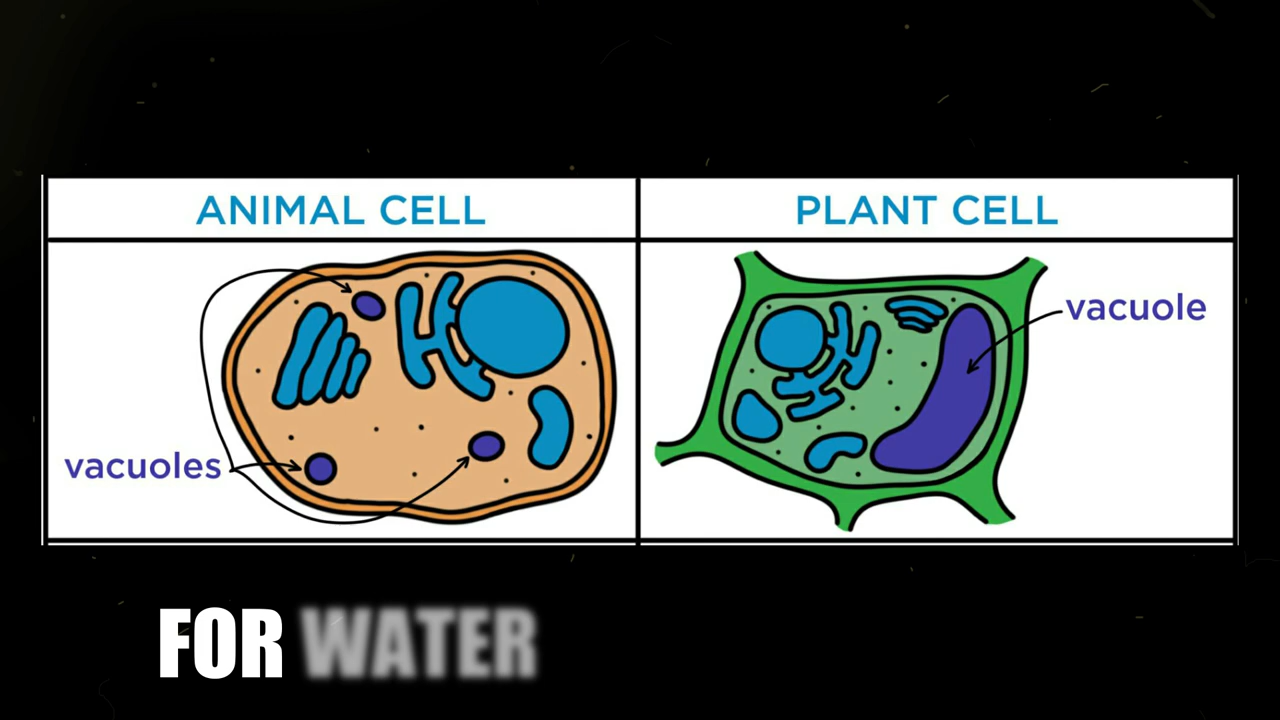 ANIMAL CELL
PLANT CELL
vacuole
vacuoles
FOR WATER